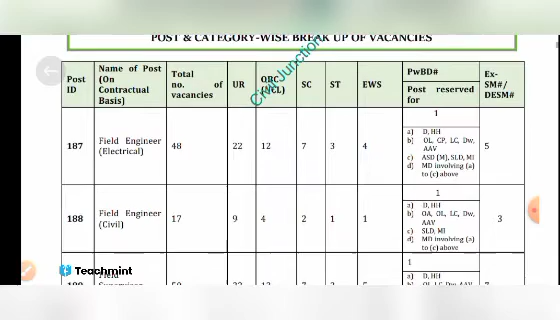 POST & CATEGORY-WISE BREAK UP OF VACANCIES
Post ID
Name of Post (On Contractual Basis)
Total no. of vacancies
UR
OBC (NCL)
SC
ST
EWS
PwBD#
Post reserved for
Ex-SM#/DESM#
187
Field Engineer (Electrical)
48
22
12
7
3
4
1
a) D, HH
b) OL, CP, LC, Dw, AAV
c) ASD (M), SLD, MI
d) MD involving (a) to (c) above
5
188
Field Engineer (Civil)
17
9
4
2
1
1
1
a) D, HH
b) OA, OL, LC, Dw, AAV
c) SLD, MI
d) MD involving (a) to (c) above
3
Field
1
a) D, HH
Civil Junction
Teachmint